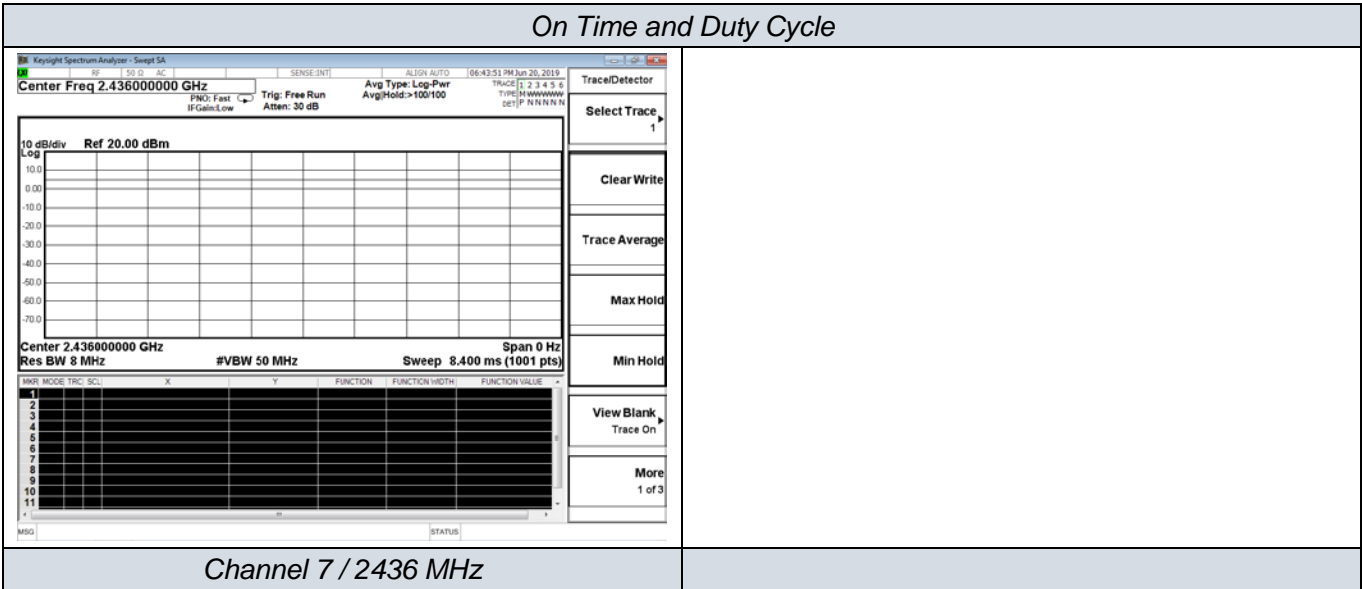 On Time and Duty Cycle
Keysight Spectrum Analyzer - Swept SA
RF 50 Ω AC SENSE:INT ALIGN AUTO 06:43:51 PM Jun 20, 2019
Center Freq 2.436000000 GHz
PNO: Fast
IFGain:Low
Trig: Free Run
Atten: 30 dB
Avg Type: Log-Pwr
Avg|Hold:>100/100
TRACE 1 2 3 4 5 6
TYPE M WWWWW
DET P N N N N N
10 dB/div Ref 20.00 dBm
Log
10.0
0.00
-10.0
-20.0
-30.0
-40.0
-50.0
-60.0
-70.0
Center 2.436000000 GHz Span 0 Hz
Res BW 8 MHz #VBW 50 MHz Sweep 8.400 ms (1001 pts)
MKR MODE TRC SCL X Y FUNCTION FUNCTION WIDTH FUNCTION VALUE
1
2
3
4
5
6
7
8
9
10
11
MSG STATUS
Trace/Detector
Select Trace
1
Clear Write
Trace Average
Max Hold
Min Hold
View Blank
Trace On
More
1 of 3
Channel 7 / 2436 MHz